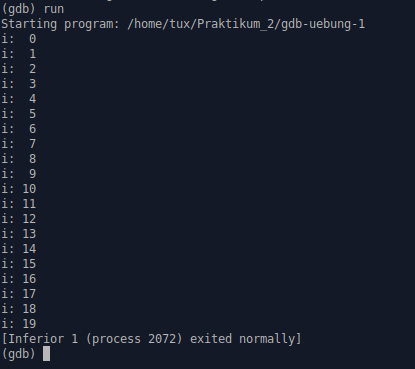 (gdb) run
Starting program: /home/tux/Praktikum_2/gdb-uebung-1
i:  0
i:  1
i:  2
i:  3
i:  4
i:  5
i:  6
i:  7
i:  8
i:  9
i: 10
i: 11
i: 12
i: 13
i: 14
i: 15
i: 16
i: 17
i: 18
i: 19
[Inferior 1 (process 2072) exited normally]
(gdb)